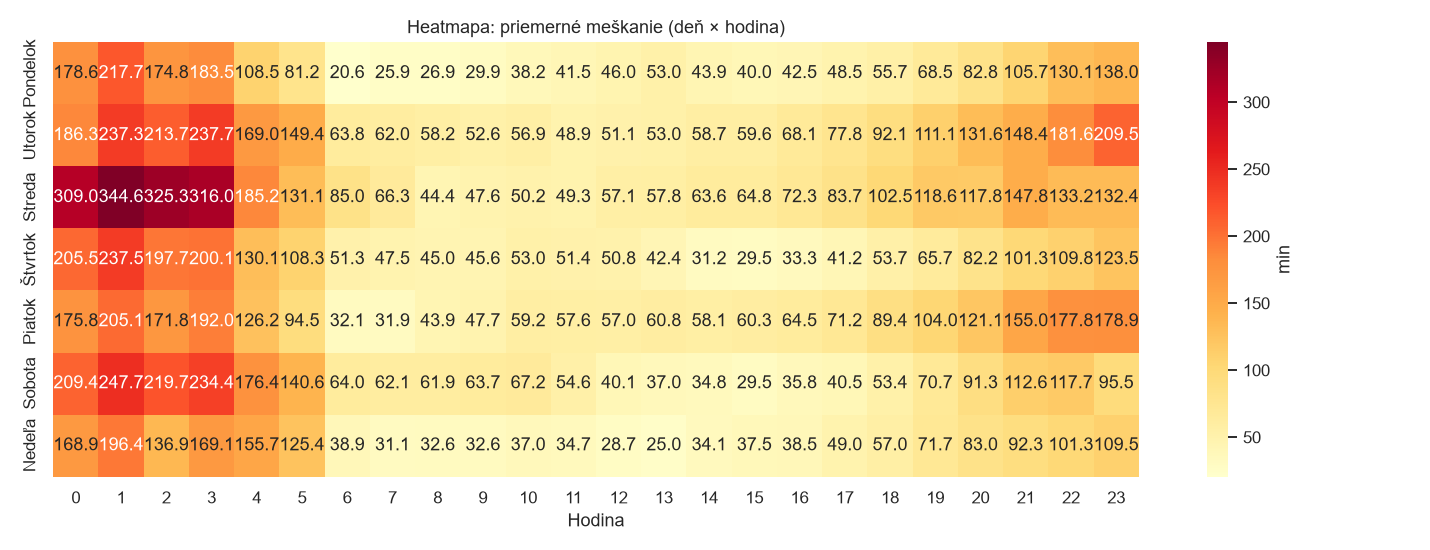 Heatmapa: priemerné meškanie (deň × hodina)
Pondelok 178.6 217.7 174.8 183.5 108.5 81.2 20.6 25.9 26.9 29.9 38.2 41.5 46.0 53.0 43.9 40.0 42.5 48.5 55.7 68.5 82.8 105.7 130.1 138.0
Utorok 186.3 237.3 213.7 237.7 169.0 149.4 63.8 62.0 58.2 52.6 56.9 48.9 51.1 53.0 58.7 59.6 68.1 77.8 92.1 111.1 131.6 148.4 181.6 209.5
Streda 309.0 344.6 325.3 316.0 185.2 131.1 85.0 66.3 44.4 47.6 50.2 49.3 57.1 57.8 63.6 64.8 72.3 83.7 102.5 118.6 117.8 147.8 133.2 132.4
Štvrtok 205.5 237.5 197.7 200.1 130.1 108.3 51.3 47.5 45.0 45.6 53.0 51.4 50.8 42.4 31.2 29.5 33.3 41.2 53.7 65.7 82.2 101.3 109.8 123.5
Piatok 175.8 205.1 171.8 192.0 126.2 94.5 32.1 31.9 43.9 47.7 59.2 57.6 57.0 60.8 58.1 60.3 64.5 71.2 89.4 104.0 121.1 155.0 177.8 178.9
Sobota 209.4 247.7 219.7 234.4 176.4 140.6 64.0 62.1 61.9 63.7 67.2 54.6 40.1 37.0 34.8 29.5 35.8 40.5 53.4 70.7 91.3 112.6 117.7 95.5
Nedeľa 168.9 196.4 136.9 169.1 155.7 125.4 38.9 31.1 32.6 32.6 37.0 34.7 28.7 25.0 34.1 37.5 38.5 49.0 57.0 71.7 83.0 92.3 101.3 109.5
0 1 2 3 4 5 6 7 8 9 10 11 12 13 14 15 16 17 18 19 20 21 22 23
Hodina
300
250
200
150
100
50
min